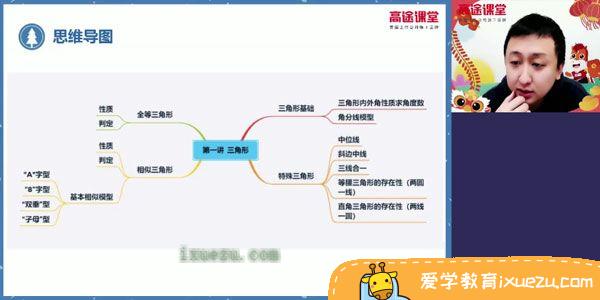 思维导图
高途课堂
性质
判定
全等三角形
性质
判定
相似三角形
"A"字型
"8"字型
"双垂"型
"子母"型
基本相似模型
第一讲 三角形
三角形基础
三角形内外角性质求角度数
角分线模型
特殊三角形
中位线
斜边中线
三线合一
等腰三角形的存在性（两圆
一线）
直角三角形的存在性（两线
一圆）
ixuezu.com
爱学教育ixuezu.com